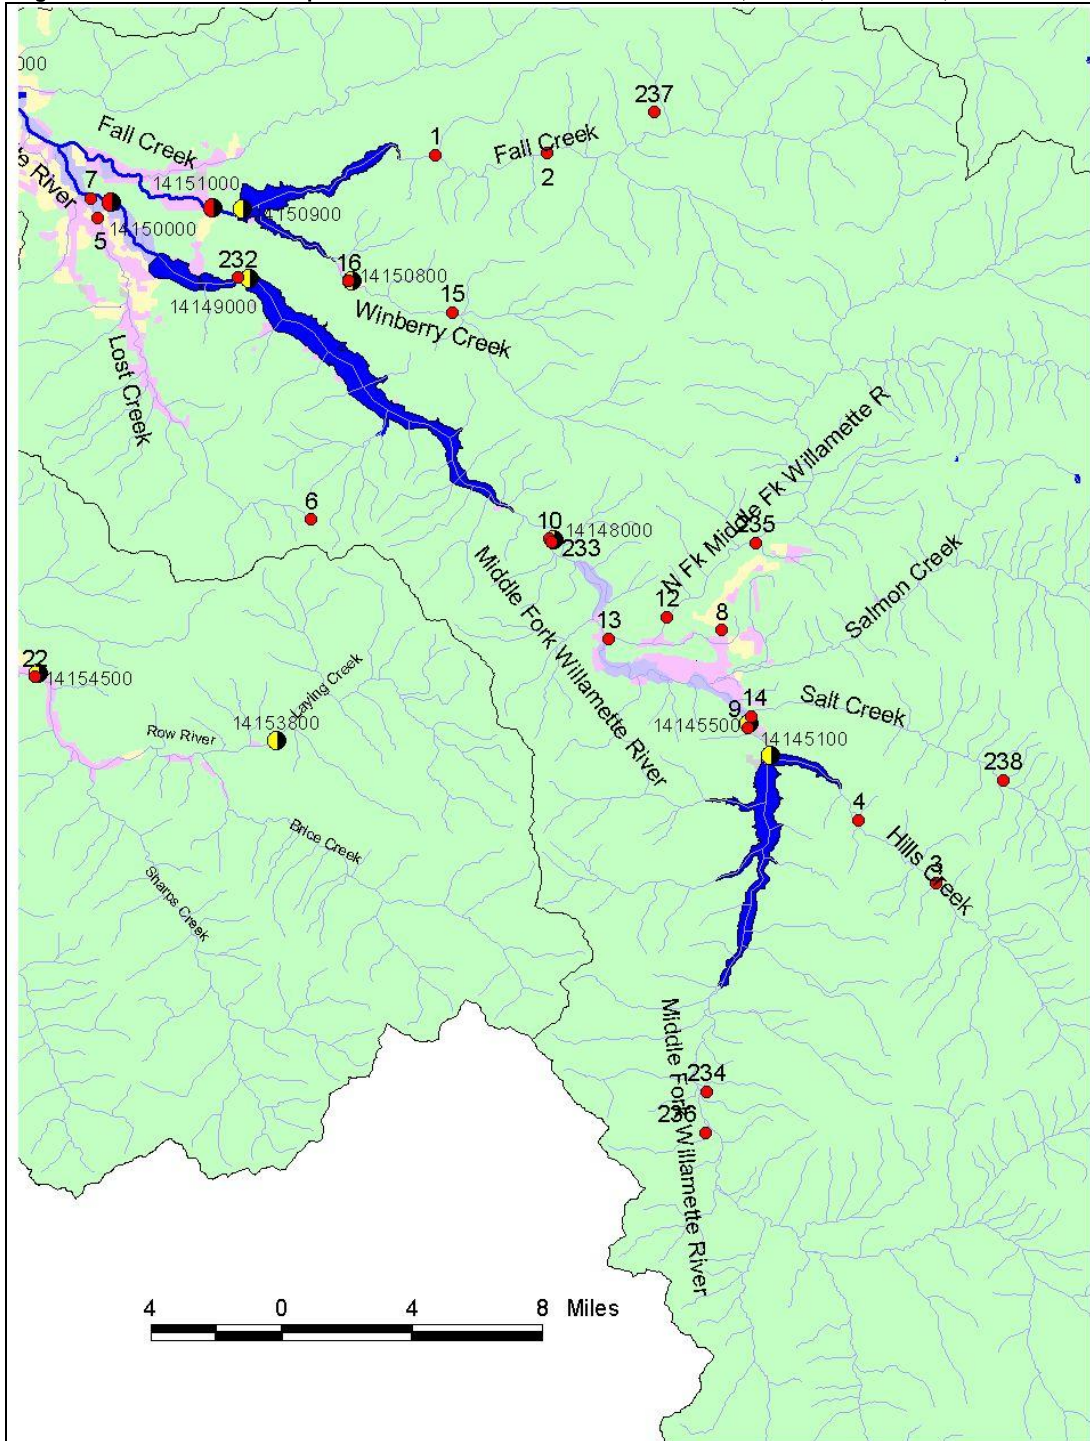 000
237
Fall Creek
1
Fall Creek
2
te River
7
14151000
14150900
5
14150000
232
16
14150800
14149000
15
Winberry Creek
Lost Creek
N Fk Middle Fk Willamette R
6
10
14148000
233
235
Middle Fork Willamette River
Salmon Creek
12
13
8
22
14154500
Laying Creek
14153800
Row River
Salt Creek
14
9
14145500
14145100
238
4
Hills Creek
3
Brice Creek
Sharps Creek
Middle Fork Willamette River
234
236
4 0 4 8 Miles